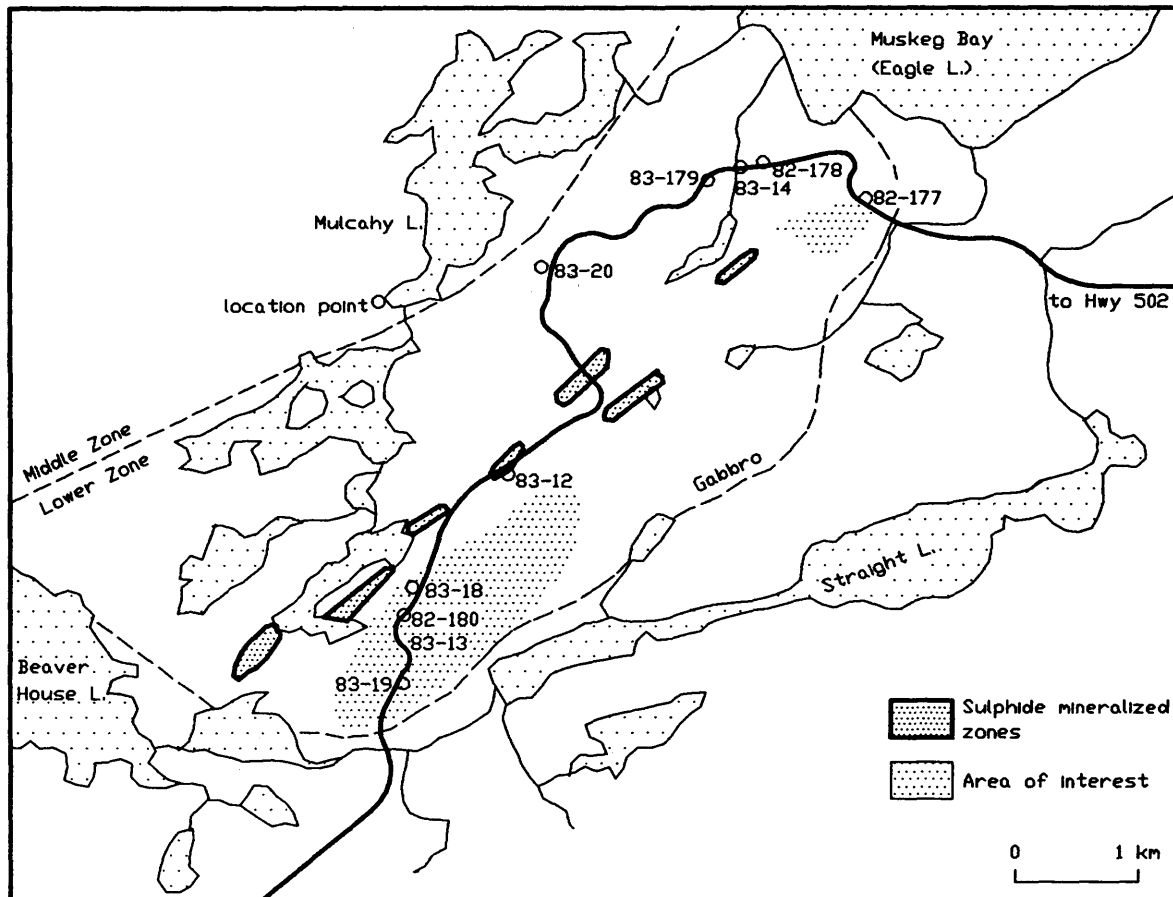 Muskeg Bay
(Eagle L.)
83-179
82-178
83-14
82-177
Mulcahy L.
83-20
location point
to Hwy 502
Middle Zone
Lower Zone
83-12
Gabbro
Straight L.
83-18
82-180
83-13
Beaver
House L.
83-19
Sulphide mineralized
zones
Area of interest
0 1 km